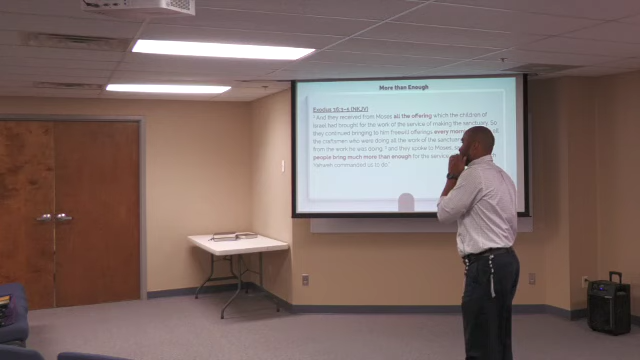 More than Enough
Exodus 36:3-5 (NKJV)
³ And they received from Moses all the offering which the children of
Israel had brought for the work of the service of making the sanctuary. So
they continued bringing to him freewill offerings every morn
the craftsmen who were doing all the work of the sanctuary
from the work he was doing, ⁵ and they spoke to Moses, s
people bring much more than enough for the service
commanded us to do."